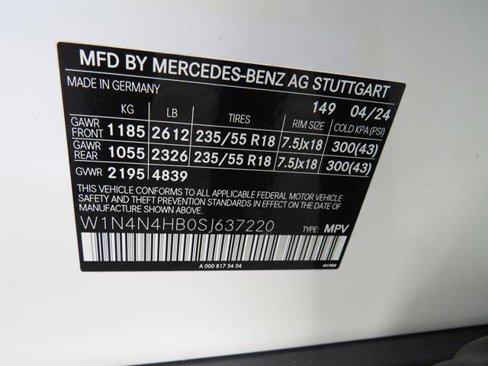 MFD BY MERCEDES-BENZ AG STUTTGART
MADE IN GERMANY 149 04/24
KG LB TIRES RIM SIZE COLD KPA (PSI)
GAWR FRONT 1185 2612 235/55 R18 7.5Jx18 300(43)
GAWR REAR 1055 2326 235/55 R18 7.5Jx18 300(43)
GVWR 2195 4839
THIS VEHICLE CONFORMS TO ALL APPLICABLE FEDERAL MOTOR VEHICLE
SAFETY AND THEFT PREVENTION STANDARDS IN EFFECT ON THE DATE OF
MANUFACTURE SHOWN ABOVE.
W1N4N4HB0SJ637220 TYPE: MPV
A 000 817 54 04